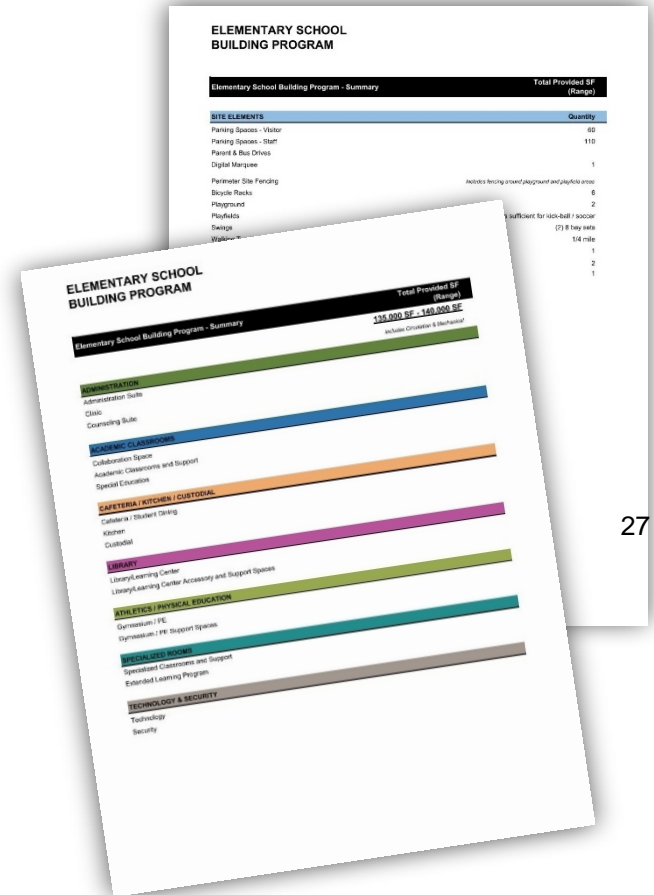 ELEMENTARY SCHOOL
BUILDING PROGRAM
Elementary School Building Program - Summary
Total Provided SF
(Range)
SITE ELEMENTS Quantity
Parking Spaces - Visitor 60
Parking Spaces - Staff 110
Parent & Bus Drives
Digital Marquee 1
Perimeter Site Fencing Includes fencing around playground and playfield areas
Bicycle Racks 6
Playground 2
Playfields sufficient for kick-ball / soccer
Swings (2) 8 bay sets
Walking 1/4 mile
1
2
1
27
ELEMENTARY SCHOOL
BUILDING PROGRAM
Elementary School Building Program - Summary
Total Provided SF
(Range)
135,000 SF - 140,000 SF
Includes Circulation & Mechanical
ADMINISTRATION
Administration Suite
Clinic
Counseling Suite
ACADEMIC CLASSROOMS
Collaboration Space
Academic Classrooms and Support
Special Education
CAFETERIA / KITCHEN / CUSTODIAL
Cafeteria / Student Dining
Kitchen
Custodial
LIBRARY
Library/Learning Center
Library/Learning Center Accessory and Support Spaces
ATHLETICS / PHYSICAL EDUCATION
Gymnasium / PE
Gymnasium / PE Support Spaces
SPECIALIZED ROOMS
Specialized Classrooms and Support
Extended Learning Program
TECHNOLOGY & SECURITY
Technology
Security